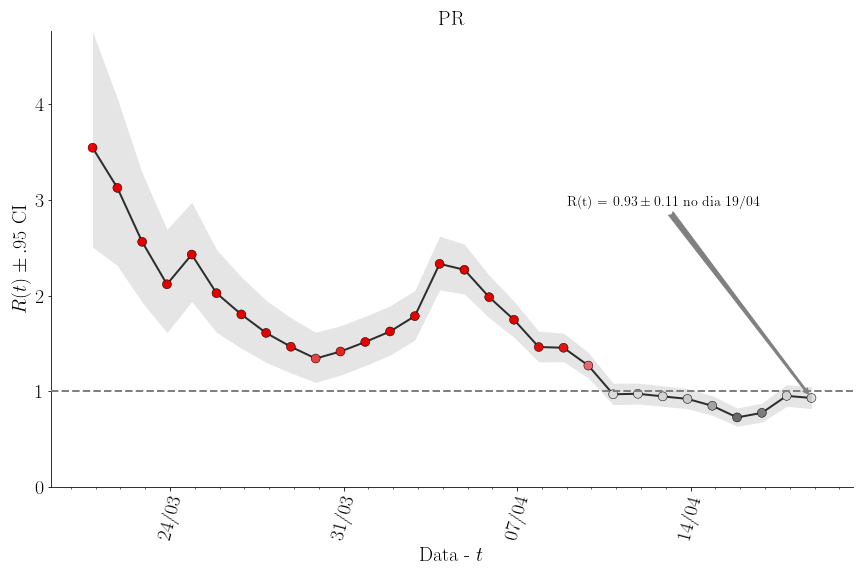 PR
R(t) ± .95 CI
4
3
2
1
0
R(t) = 0.93 ± 0.11 no dia 19/04
24/03
31/03
07/04
14/04
Data - t